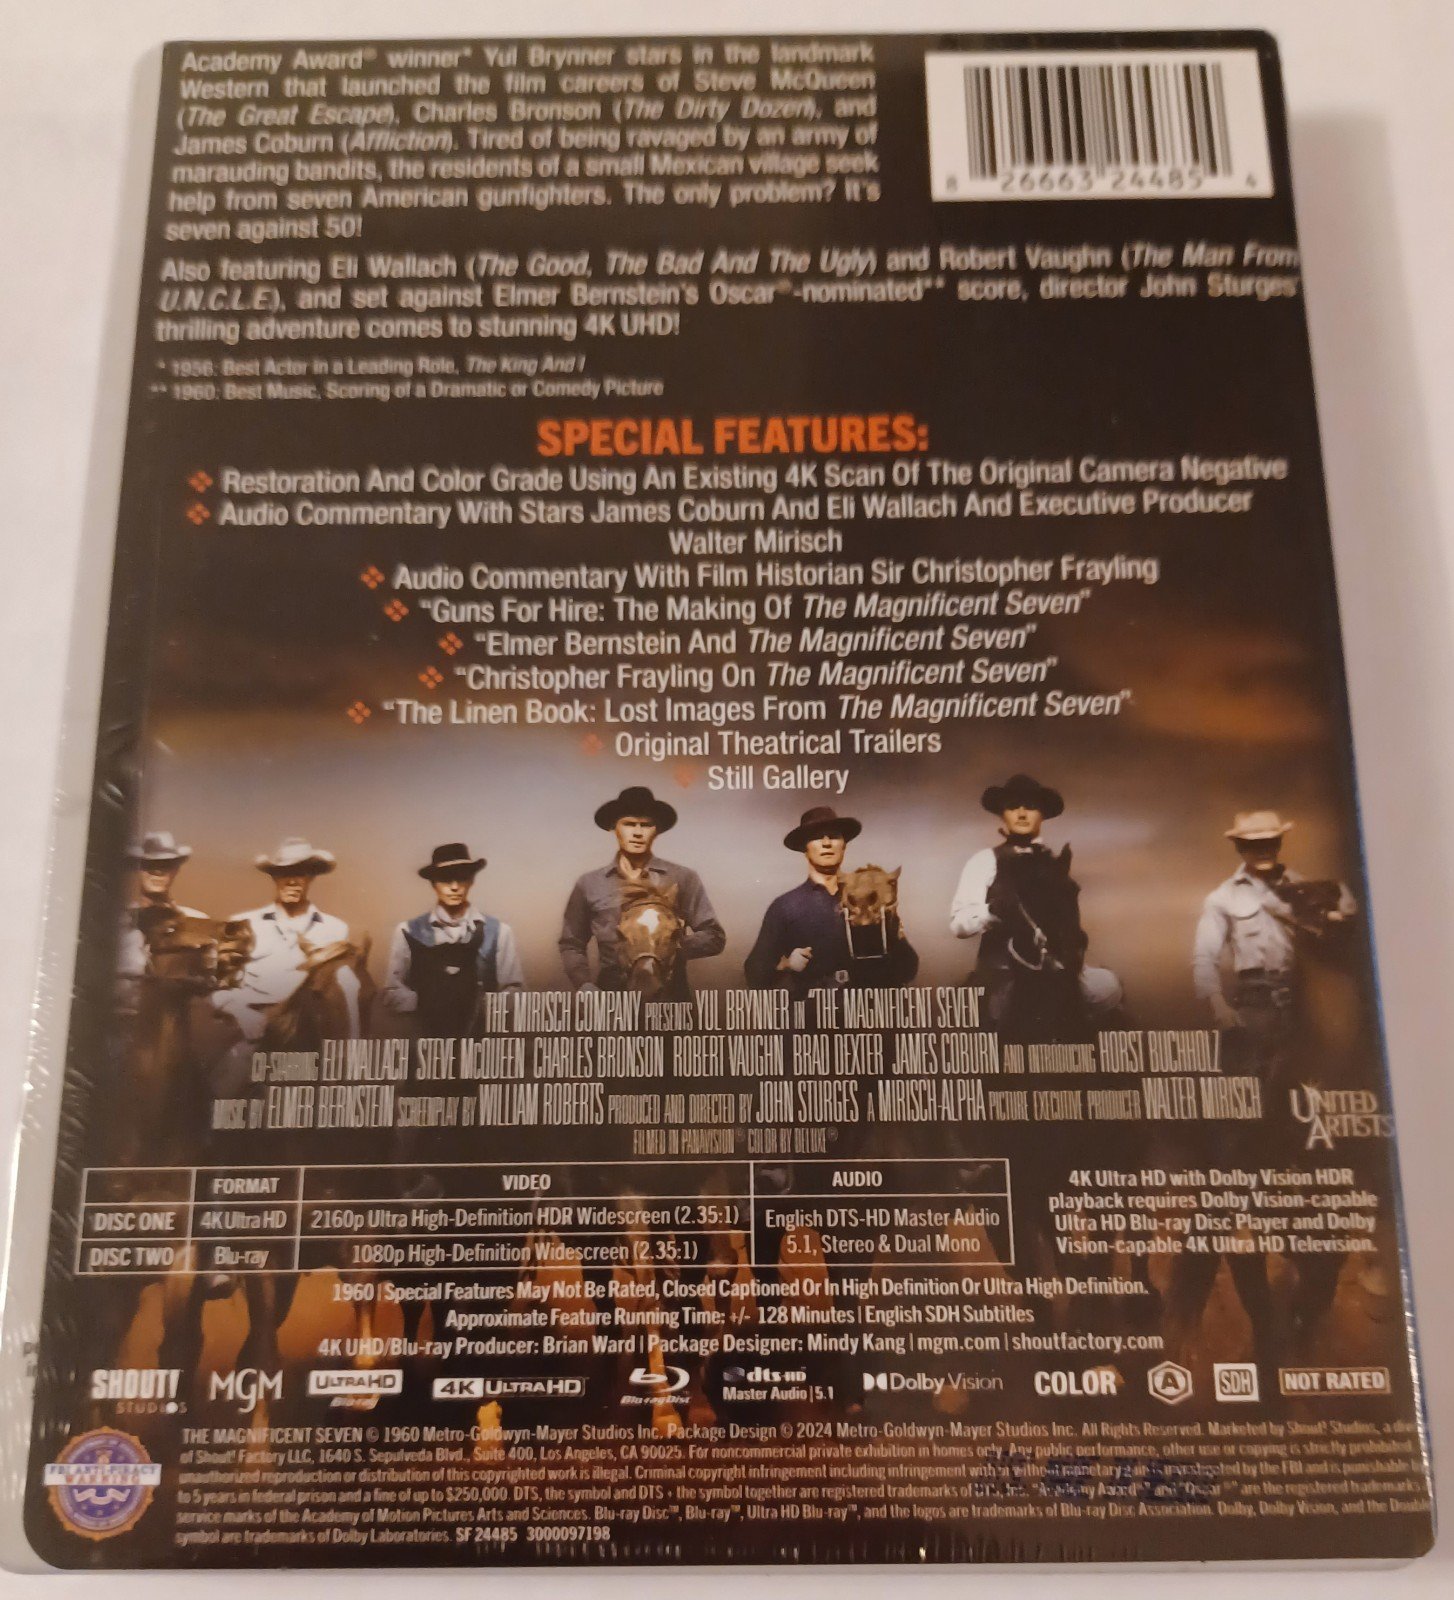 Academy Award® winner* Yul Brynner stars in the landmark
Western that launched the film careers of Steve McQueen
(The Great Escape), Charles Bronson (The Dirty Dozen), and
James Coburn (Affliction). Tired of being ravaged by an army of
marauding bandits, the residents of a small Mexican village seek
help from seven American gunfighters. The only problem? It's
seven against 50!
8 26663 24485 4
Also featuring Eli Wallach (The Good, The Bad And The Ugly) and Robert Vaughn (The Man From
U.N.C.L.E.), and set against Elmer Bernstein's Oscar®-nominated** score, director John Sturges'
thrilling adventure comes to stunning 4K UHD!
* 1956: Best Actor in a Leading Role, The King And I
** 1960: Best Music, Scoring of a Dramatic or Comedy Picture
SPECIAL FEATURES:
❖ Restoration And Color Grade Using An Existing 4K Scan Of The Original Camera Negative
❖ Audio Commentary With Stars James Coburn And Eli Wallach And Executive Producer
Walter Mirisch
❖ Audio Commentary With Film Historian Sir Christopher Frayling
❖ "Guns For Hire: The Making Of The Magnificent Seven"
❖ "Elmer Bernstein And The Magnificent Seven"
❖ "Christopher Frayling On The Magnificent Seven"
❖ "The Linen Book: Lost Images From The Magnificent Seven"
❖ Original Theatrical Trailers
❖ Still Gallery
THE MIRISCH COMPANY PRESENTS YUL BRYNNER IN "THE MAGNIFICENT SEVEN"
CO-STARRING ELI WALLACH STEVE McQUEEN CHARLES BRONSON ROBERT VAUGHN BRAD DEXTER JAMES COBURN AND INTRODUCING HORST BUCHHOLZ
MUSIC BY ELMER BERNSTEIN SCREENPLAY BY WILLIAM ROBERTS PRODUCED AND DIRECTED BY JOHN STURGES A MIRISCH-ALPHA PICTURE EXECUTIVE PRODUCER WALTER MIRISCH
FILMED IN PANAVISION® COLOR BY DELUXE®
UNITED
ARTISTS
FORMAT VIDEO AUDIO
DISC ONE 4K Ultra HD 2160p Ultra High-Definition HDR Widescreen (2.35:1) English DTS-HD Master Audio
DISC TWO Blu-ray 1080p High-Definition Widescreen (2.35:1) 5.1, Stereo & Dual Mono
4K Ultra HD with Dolby Vision HDR
playback requires Dolby Vision-capable
Ultra HD Blu-ray Disc Player and Dolby
Vision-capable 4K Ultra HD Television.
1960 | Special Features May Not Be Rated, Closed Captioned Or In High Definition Or Ultra High Definition.
Approximate Feature Running Time: +/- 128 Minutes | English SDH Subtitles
4K UHD/Blu-ray Producer: Brian Ward | Package Designer: Mindy Kang | mgm.com | shoutfactory.com
SHOUT! STUDIOS
MGM
ULTRA HD Blu-ray
4K ULTRA HD
Blu-ray Disc
dts-HD Master Audio | 5.1
Dolby Vision
COLOR
A
SDH
NOT RATED
FBI ANTI-PIRACY WARNING
THE MAGNIFICENT SEVEN © 1960 Metro-Goldwyn-Mayer Studios Inc. Package Design © 2024 Metro-Goldwyn-Mayer Studios Inc. All Rights Reserved. Marketed by Shout! Studios, a
of Shout! Factory LLC, 1640 S. Sepulveda Blvd., Suite 400, Los Angeles, CA 90025. For noncommercial private exhibition in homes only. Any public performance, other use or copying is strictly prohibited
unauthorized reproduction or distribution of this copyrighted work is illegal. Criminal copyright infringement including infringement without monetary gain is investigated by the FBI and is punishable
to 5 years in federal prison and a fine of up to $250,000. DTS, the symbol and DTS + the symbol together are registered trademarks of DTS, Inc. "Academy Award" and "Oscar®" are the registered trademarks
service marks of the Academy of Motion Pictures Arts and Sciences. Blu-ray Disc™, Blu-ray™, Ultra HD Blu-ray™, and the logos are trademarks of Blu-ray Disc Association. Dolby, Dolby Vision, and the Double
symbol are trademarks of Dolby Laboratories. SF 24485 3000097198